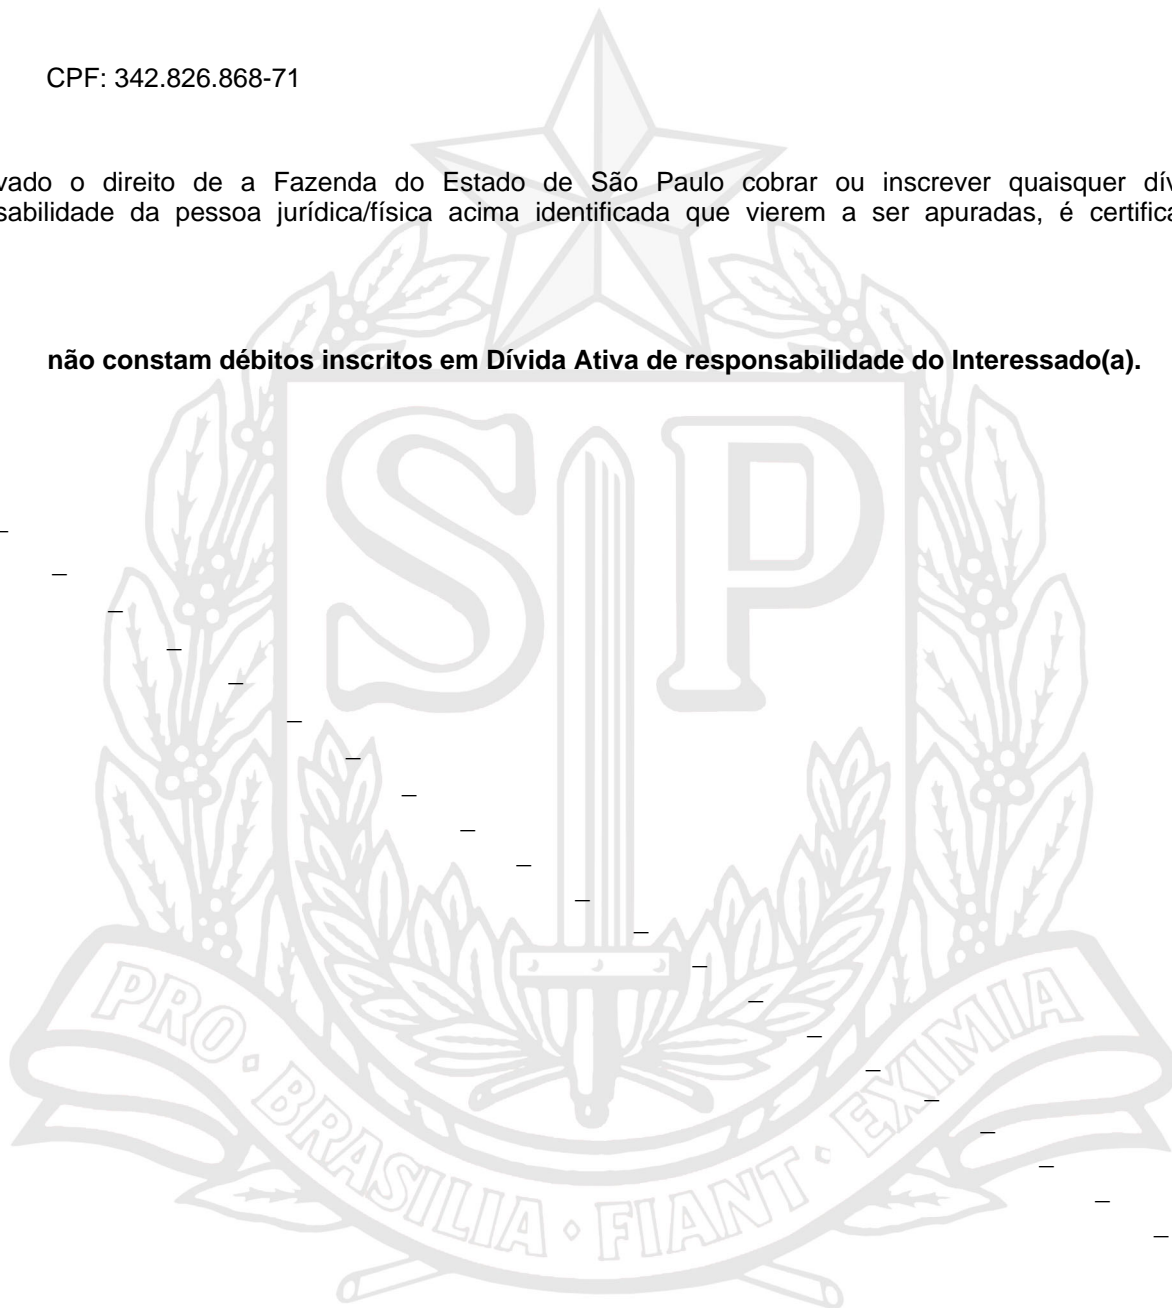 CPF: 342.826.868-71
vado o direito de a Fazenda do Estado de São Paulo cobrar ou inscrever quaisquer dív
sabilidade da pessoa jurídica/física acima identificada que vierem a ser apuradas, é certifica
não constam débitos inscritos em Dívida Ativa de responsabilidade do Interessado(a).
SP
PRO • BRASILIA • FIANT • EXIMIA